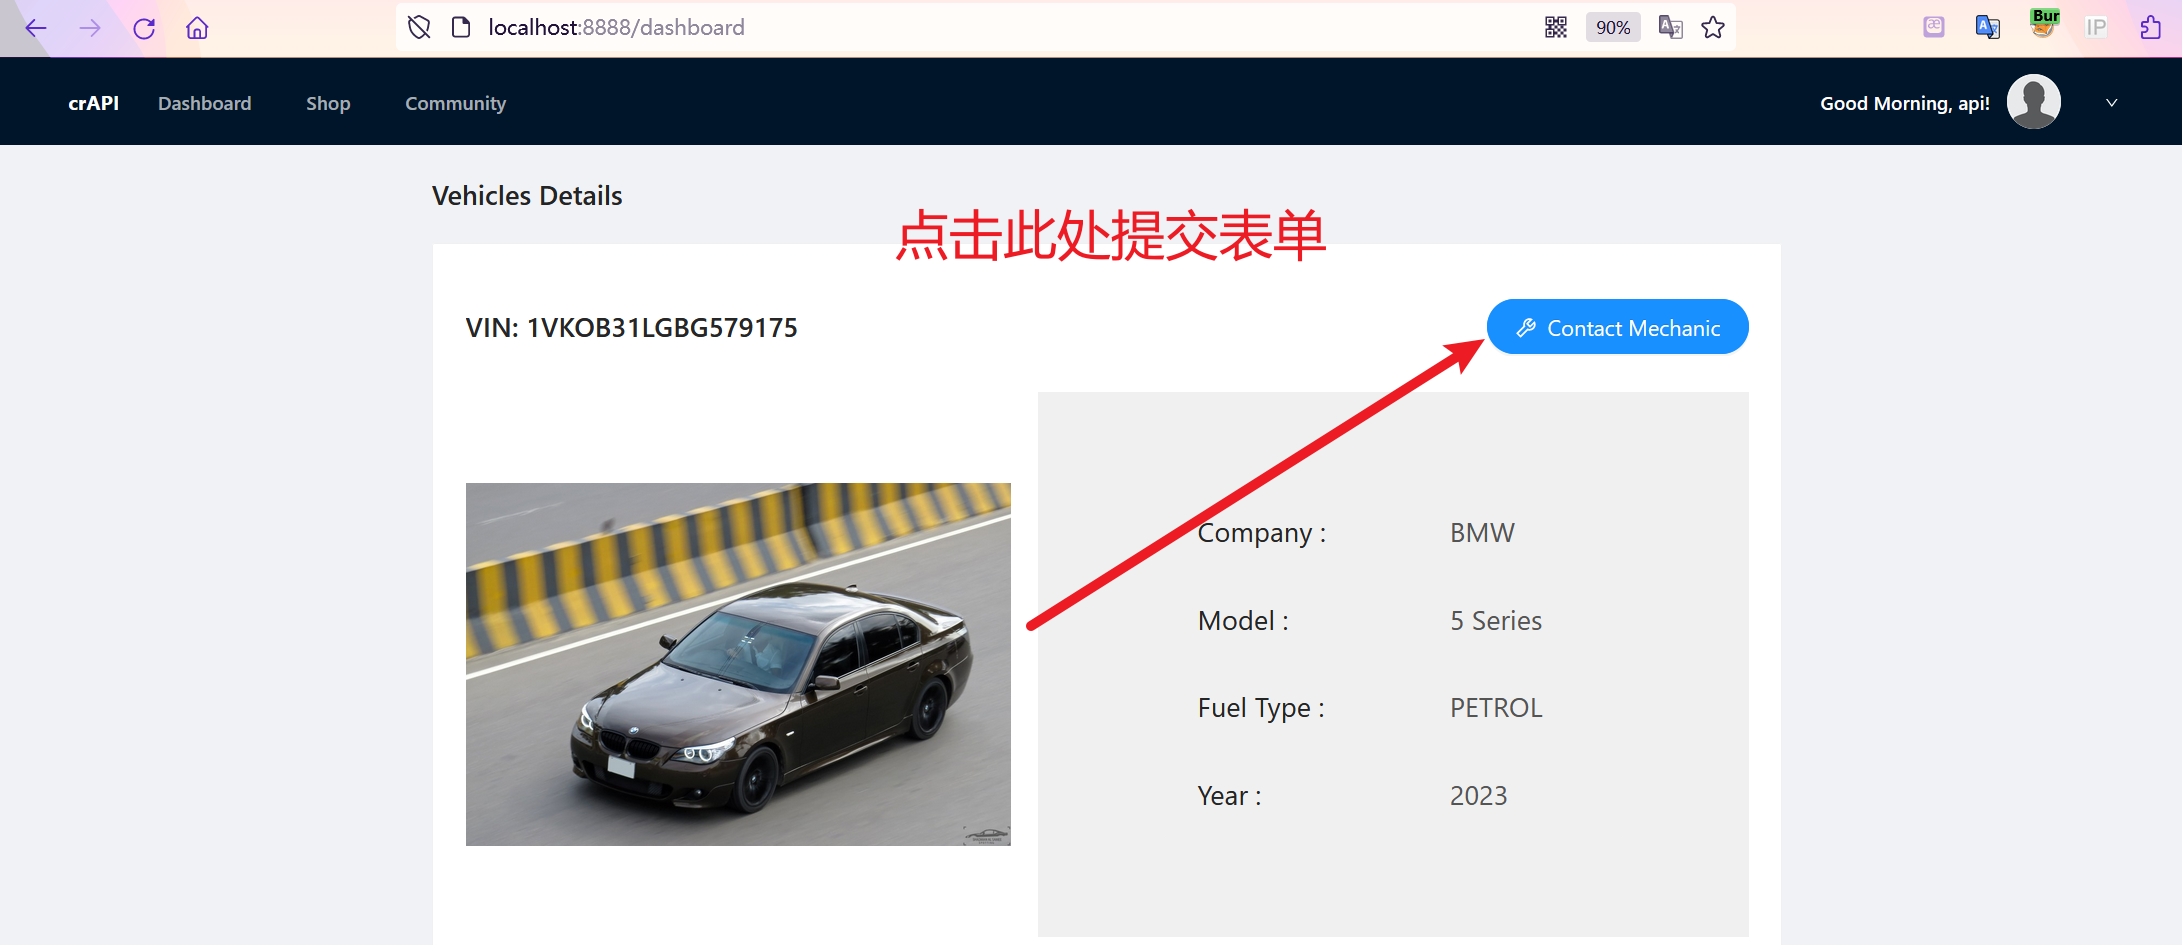 localhost:8888/dashboard
90%
Bur
IP
crAPI
Dashboard
Shop
Community
Good Morning, api!
Vehicles Details
点击此处提交表单
VIN: 1VKOB31LGBG579175
Contact Mechanic
Company : BMW
Model : 5 Series
Fuel Type : PETROL
Year : 2023